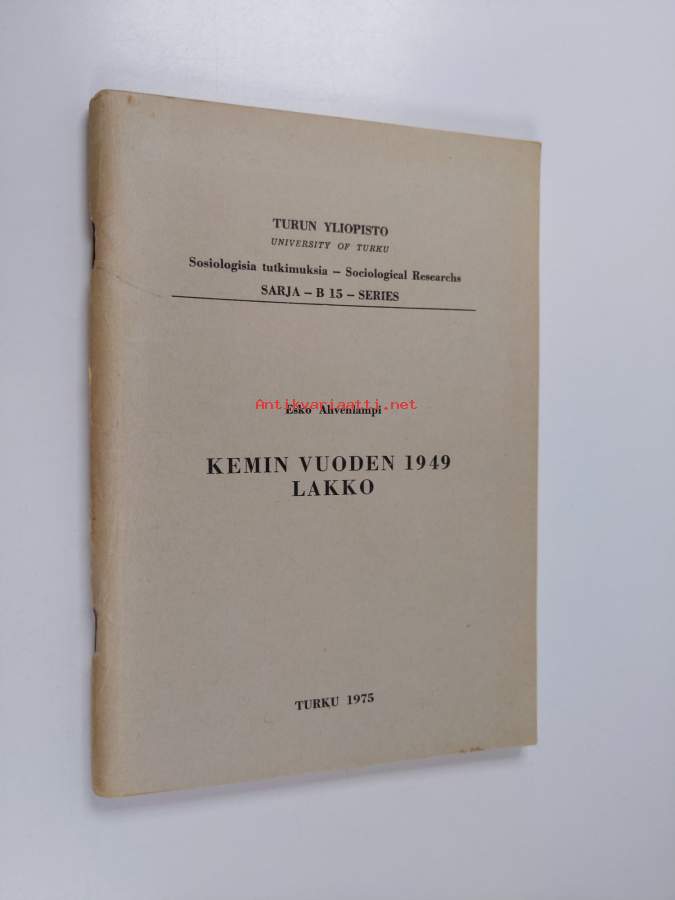 TURUN YLIOPISTO
UNIVERSITY OF TURKU
Sosiologisia tutkimuksia – Sociological Researchs
SARJA – B 15 – SERIES
Antikvariaatti.net
Esko Ahvenlampi
KEMIN VUODEN 1949
LAKKO
TURKU 1975